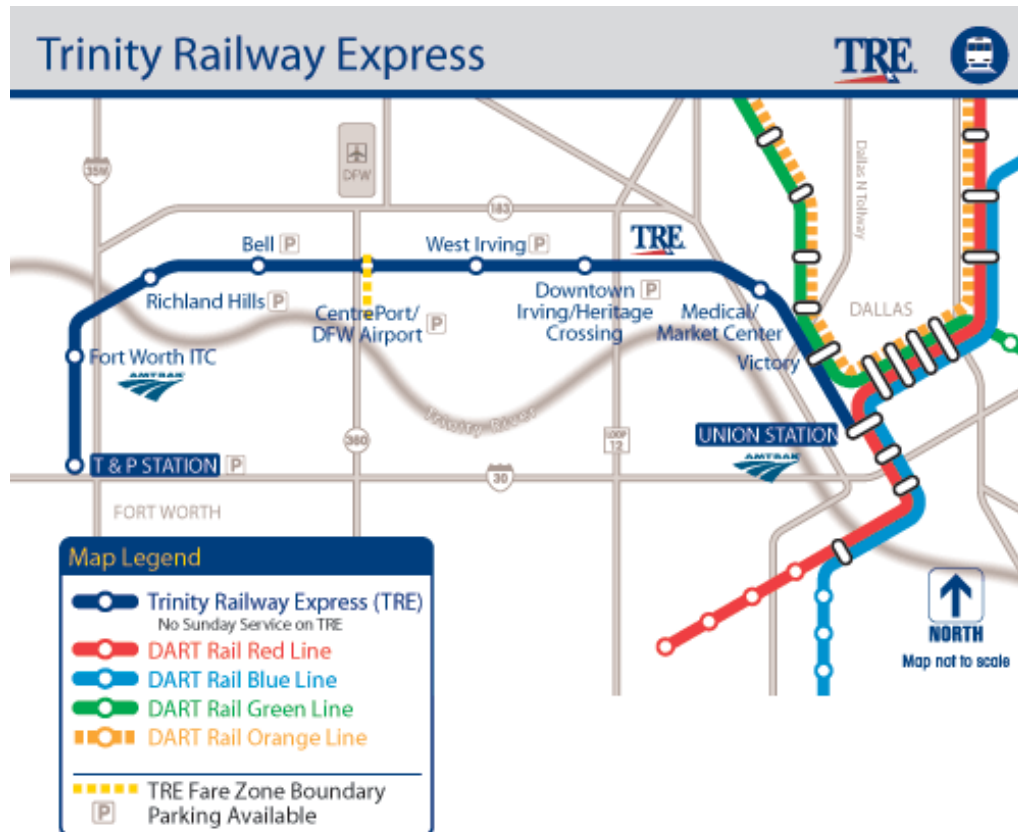 Trinity Railway Express
TRE
35W
DFW
183
Dallas N Tollway
Bell P
West Irving P
TRE
Richland Hills P
CentrePort/
DFW Airport P
Downtown P
Irving/Heritage
Crossing
Medical/
Market Center
DALLAS
Victory
Fort Worth ITC
AMTRAK
Trinity River
360
LOOP
12
UNION STATION
AMTRAK
T & P STATION P
30
FORT WORTH
Map Legend
Trinity Railway Express (TRE)
No Sunday Service on TRE
DART Rail Red Line
DART Rail Blue Line
DART Rail Green Line
DART Rail Orange Line
TRE Fare Zone Boundary
P Parking Available
NORTH
Map not to scale